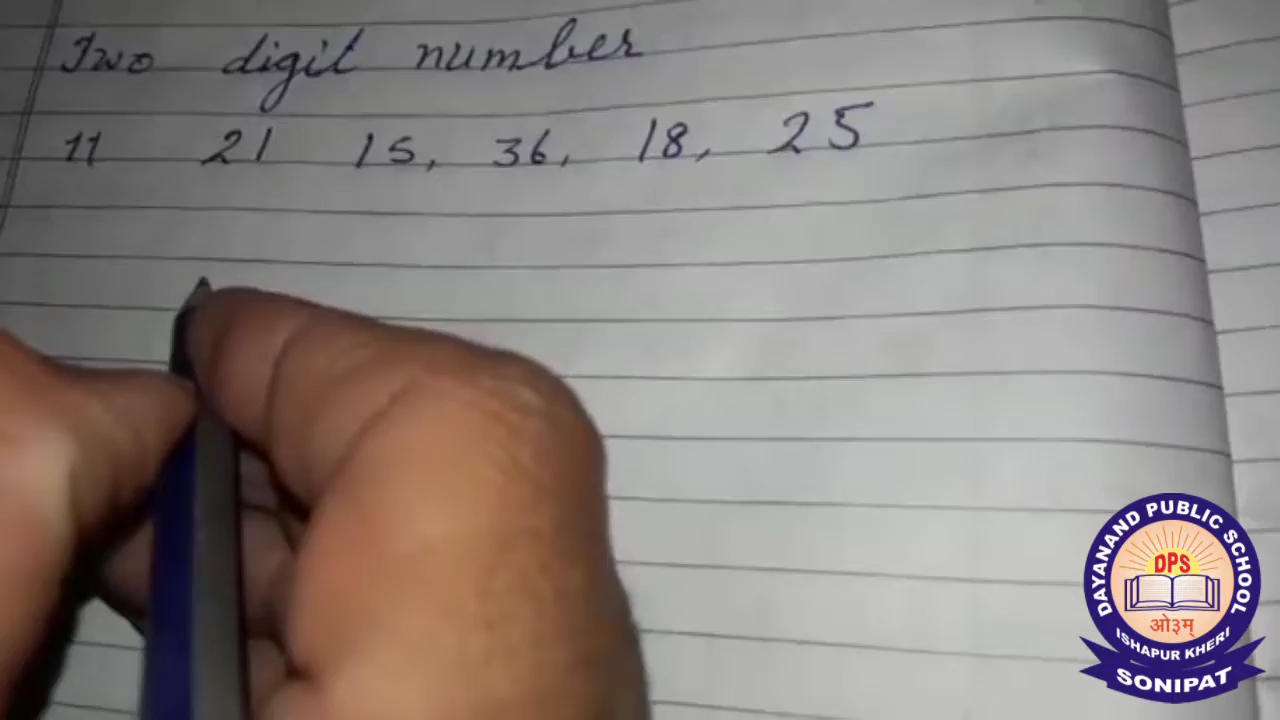 Two digit number
11 21 15, 36, 18, 25
DAYANAND PUBLIC SCHOOL
DPS
ओ३म्
ISHAPUR KHERI
SONIPAT